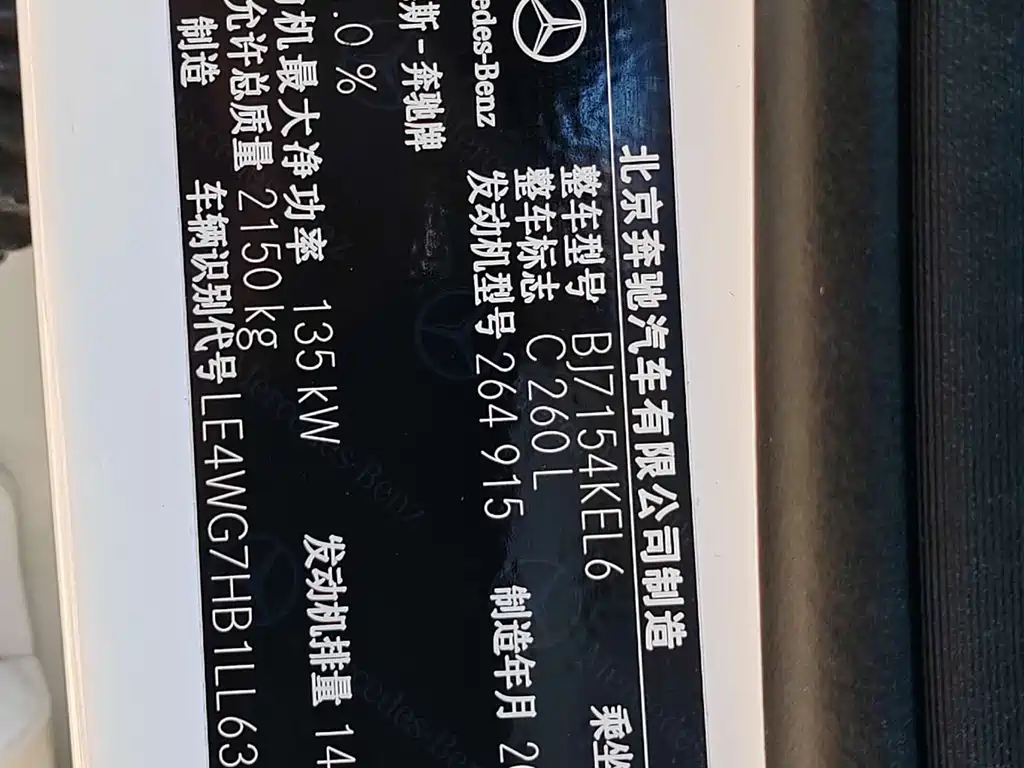 北京奔驰汽车有限公司制造
edes-Benz
整车型号 BJ7154KEL6 乘坐
整车标志 C 260 L
发动机型号 264 915 制造年月 20
斯-奔驰牌
.0%
机最大净功率 135 kW 发动机排量 14
允许总质量 2150 kg
制造
车辆识别代号 LE4WG7HB1LL63